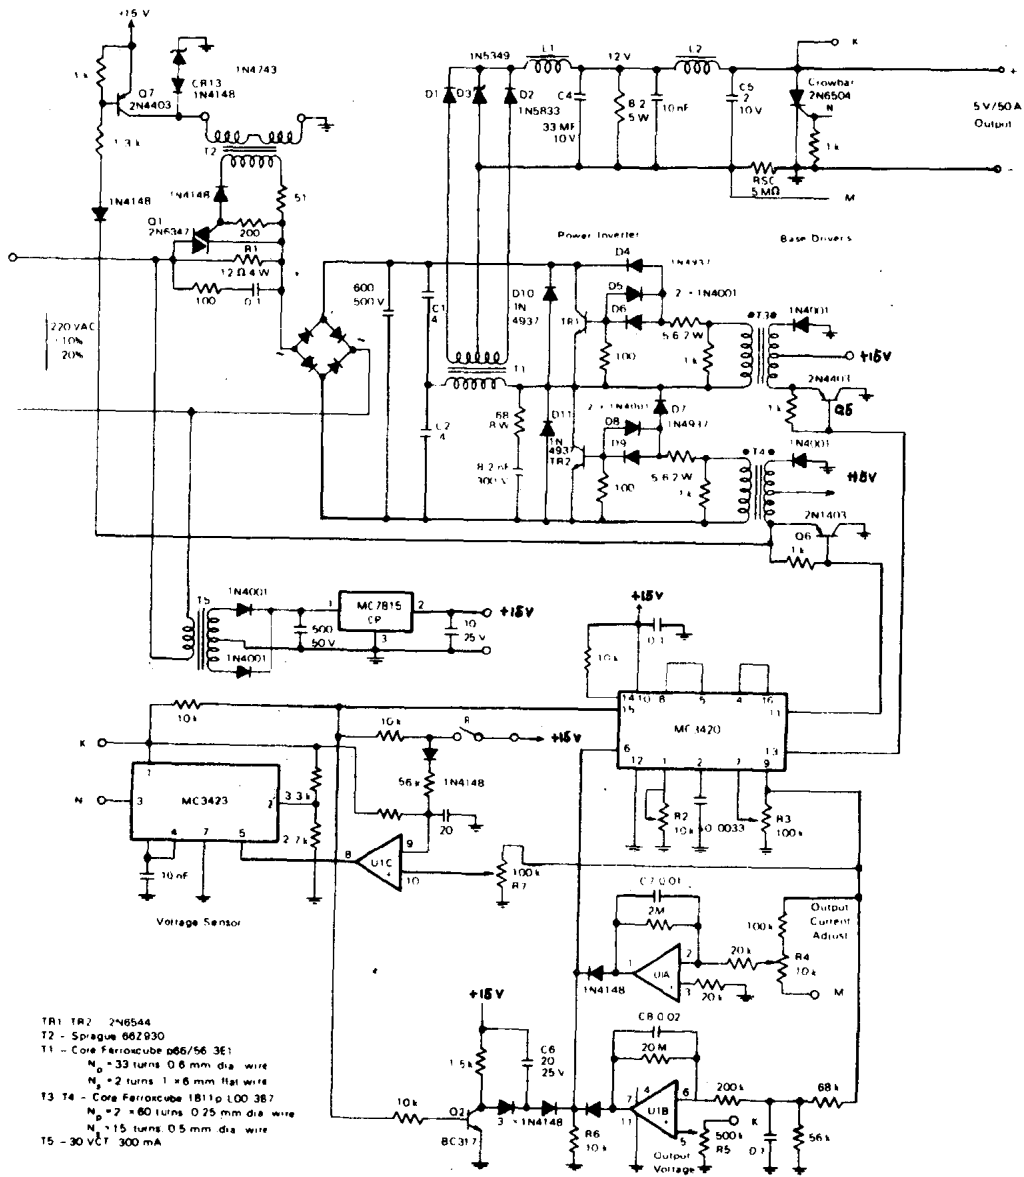 +15 V
1N4743
1 k
Q7
2N4403
CR13
1N4148
T2
1.3 k
1N4148
1N4148
51
Q1
2N6347
200
R1
12 Ω 4 W
100
0.1
+
~
~
220 VAC
10%
20%
1N5349
D1
D3
D2
1N5833
L1
C4
33 MF
10 V
12 V
8.2
5 W
10 nF
L2
C5
2
10 V
K
Crowbar
2N6504
N
1 k
+
5 V/50 A
Output
-
RSC
5 MΩ
M
Power Inverter
Base Drivers
600
500 V
C1
4
C2
4
D10
1N
4937
T1
68
8 W
8.2 nF
300 V
D11
1N
4937
TR1
TR2
D4
1N4937
D5
2 - 1N4001
D6
5.6 2 W
100
1 k
T3
1N4001
+15V
2N4403
Q5
1 k
2 - 1N4001
D7
D8
1N4937
D9
5.6 2 W
100
1 k
T4
1N4001
+15V
2N1403
Q6
1 k
T5
1N4001
1N4001
500
50 V
1
MC7815
CP
2
3
10
25 V
+15V
+15V
0.1
10 k
14
10
8
5
4
16
15
11
MC3420
6
13
12
1
2
7
9
R2
10 k
0.0033
R3
100 k
10 k
K
N
1
3
MC3423
2
4
7
5
10 nF
Voltage Sensor
3.3 k
2.7 k
10 k
R
+15V
56 k
1N4148
20
8
U1C
9
10
+
100 k
R7
C7 0.01
2M
1
U1A
2
3
+
20 k
20 k
1N4148
Output
Current
Adjust
100 k
R4
10 k
M
+15V
1.5 k
C6
20
25 V
10 k
Q2
BC317
3 - 1N4148
R6
10 k
C8 0.02
20 M
7
4
U1B
6
11
5
+
Output
Voltage
200 k
500 k
R5
K
0.1
68 k
56 k
TR1 TR2 2N6544
T2 - Sprague 66Z930
T1 - Core Ferroxcube p66/56 3E1
Np = 33 turns 0.6 mm dia wire
Ns = 2 turns 1 x 6 mm flat wire
T3 T4 - Core Ferroxcube 1811p L00 3B7
Np = 2 x 60 turns 0.25 mm dia wire
Ns = 15 turns 0.5 mm dia wire
T5 - 30 VCT 300 mA